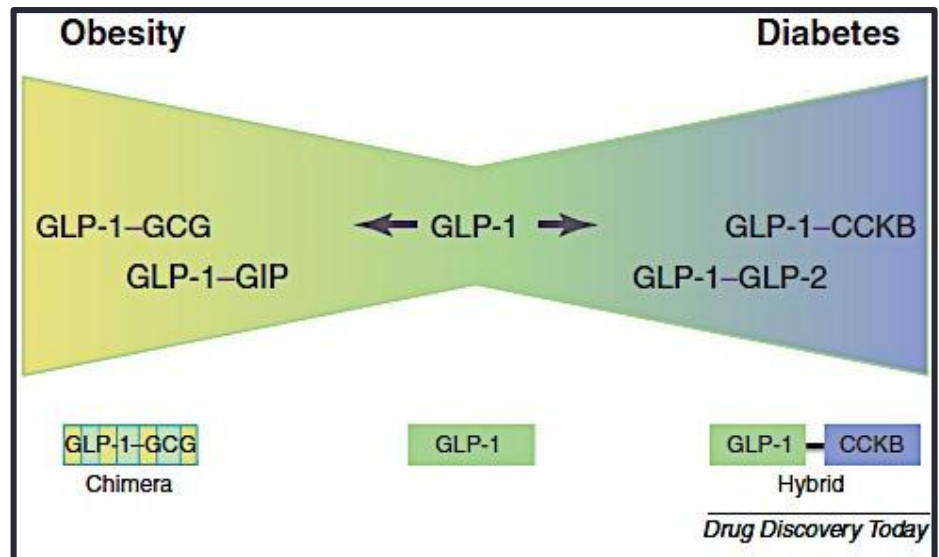 Obesity Diabetes
GLP-1–GCG GLP-1 GLP-1–CCKB
GLP-1–GIP GLP-1–GLP-2
GLP-1–GCG GLP-1 GLP-1 CCKB
Chimera Hybrid
Drug Discovery Today